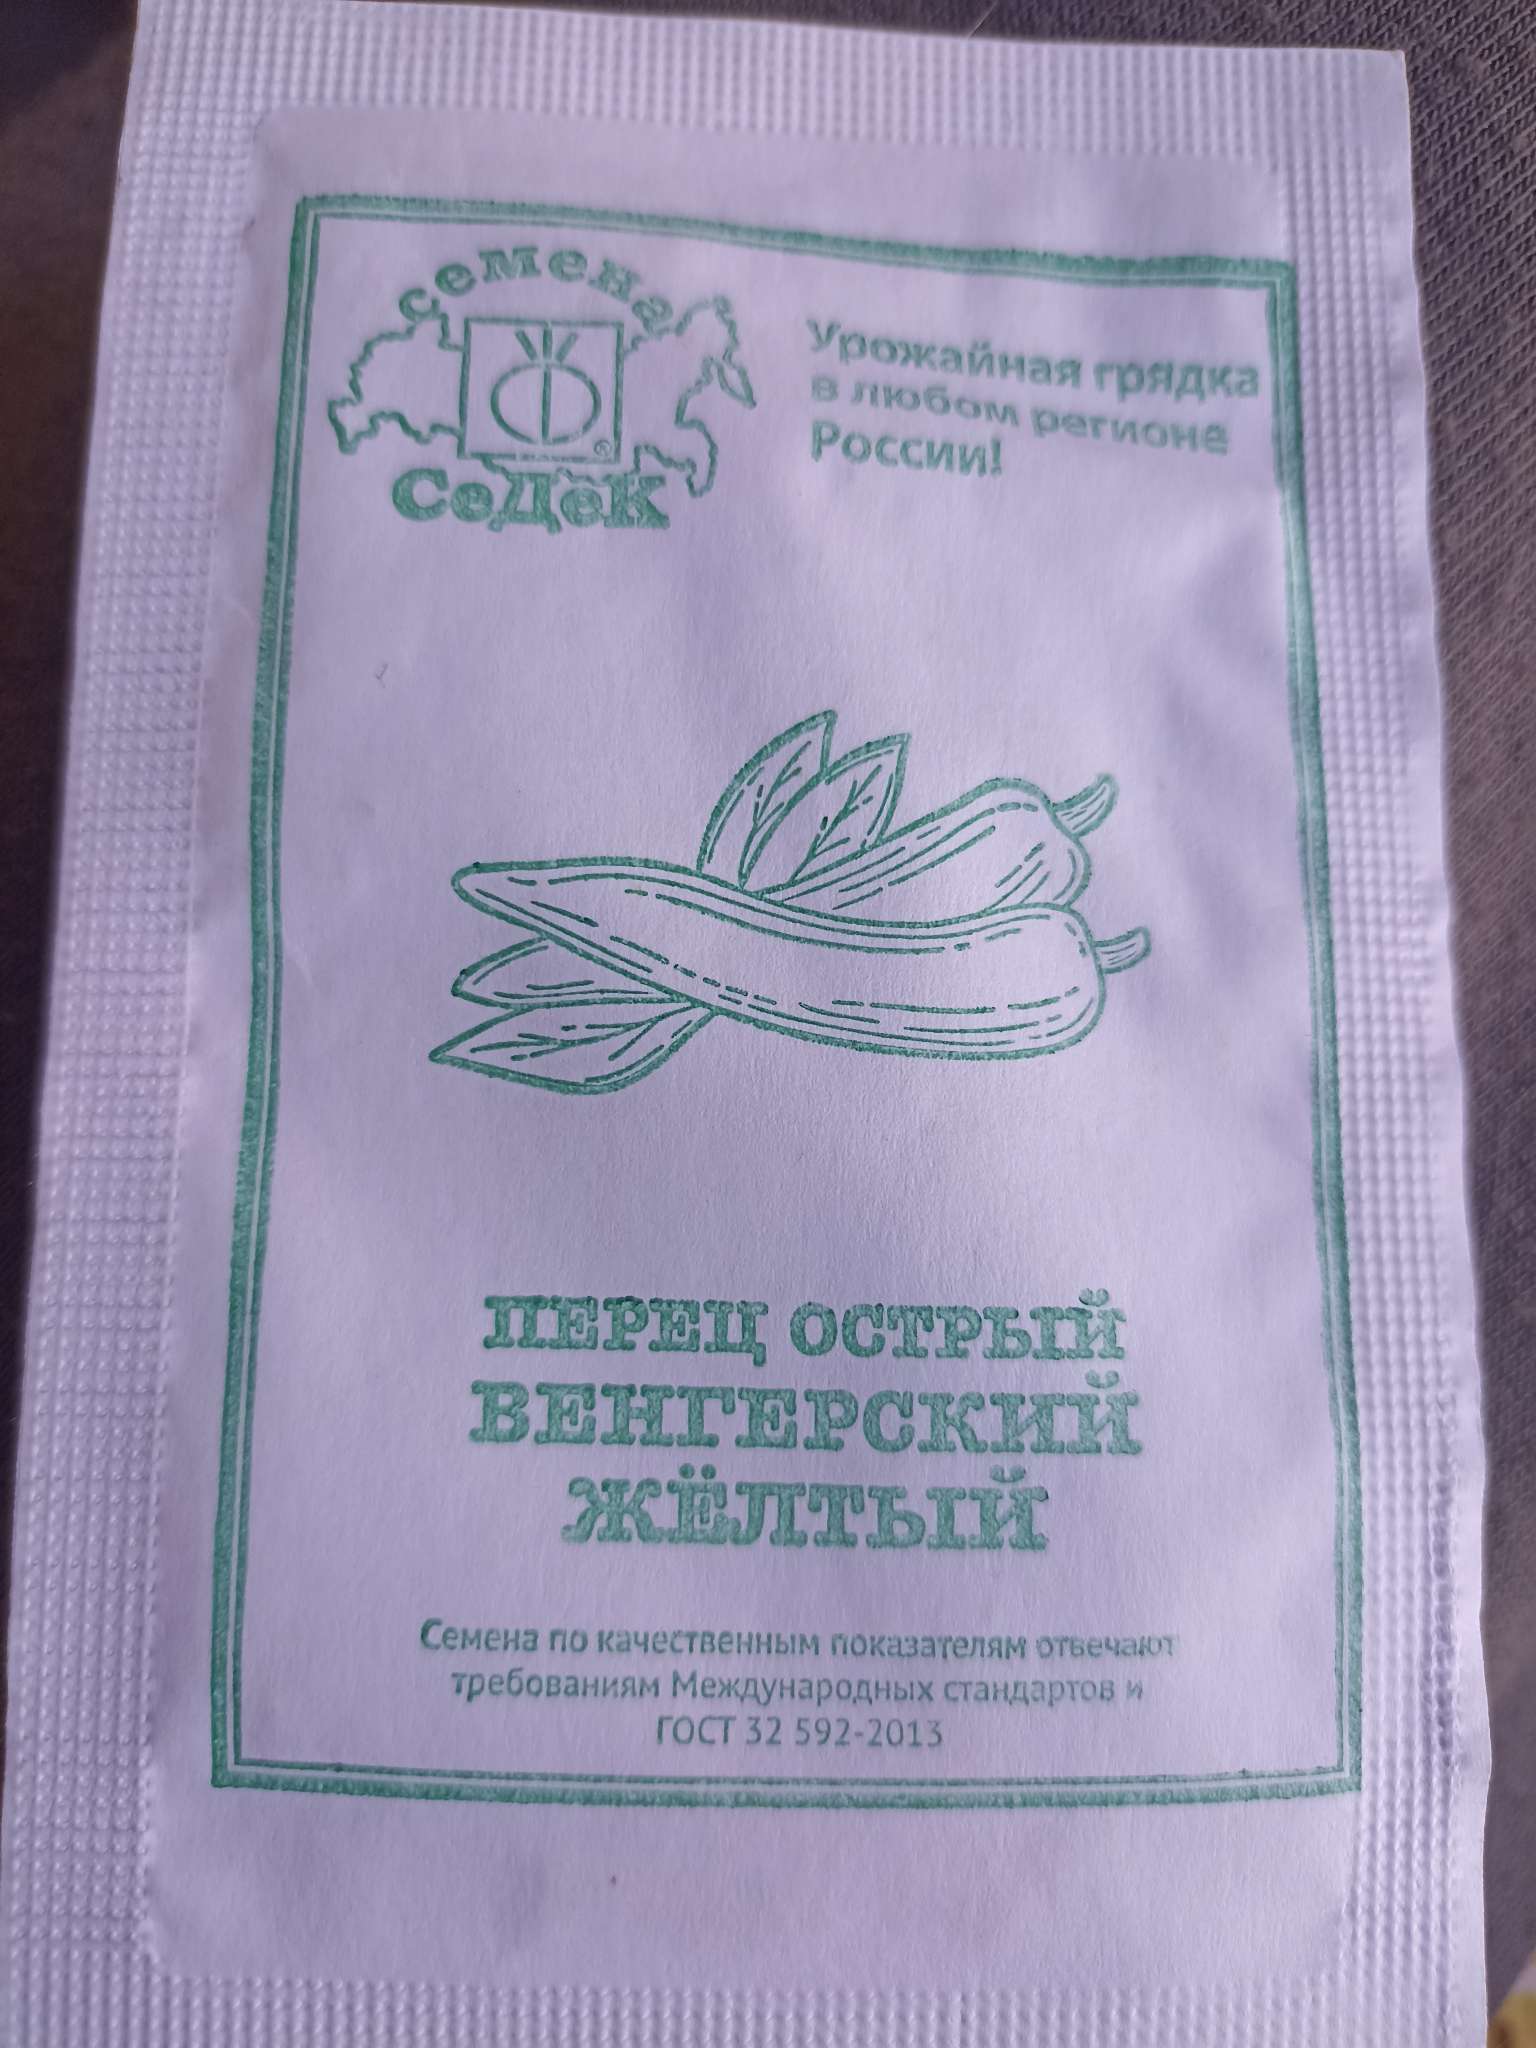 семена
СеДеК
Урожайная грядка
в любом регионе
России!
ПЕРЕЦ ОСТРЫЙ
ВЕНГЕРСКИЙ
ЖЁЛТЫЙ
Семена по качественным показателям отвечают
требованиям Международных стандартов и
ГОСТ 32 592-2013